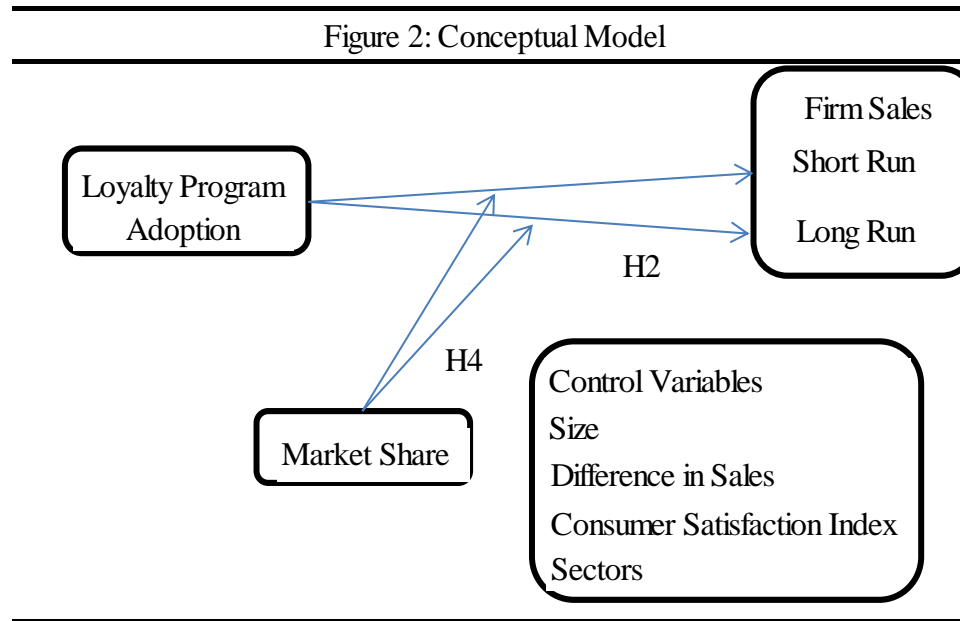 Figure 2: Conceptual Model
Firm Sales
Short Run
Long Run
Loyalty Program
Adoption
H2
H4
Market Share
Control Variables
Size
Difference in Sales
Consumer Satisfaction Index
Sectors